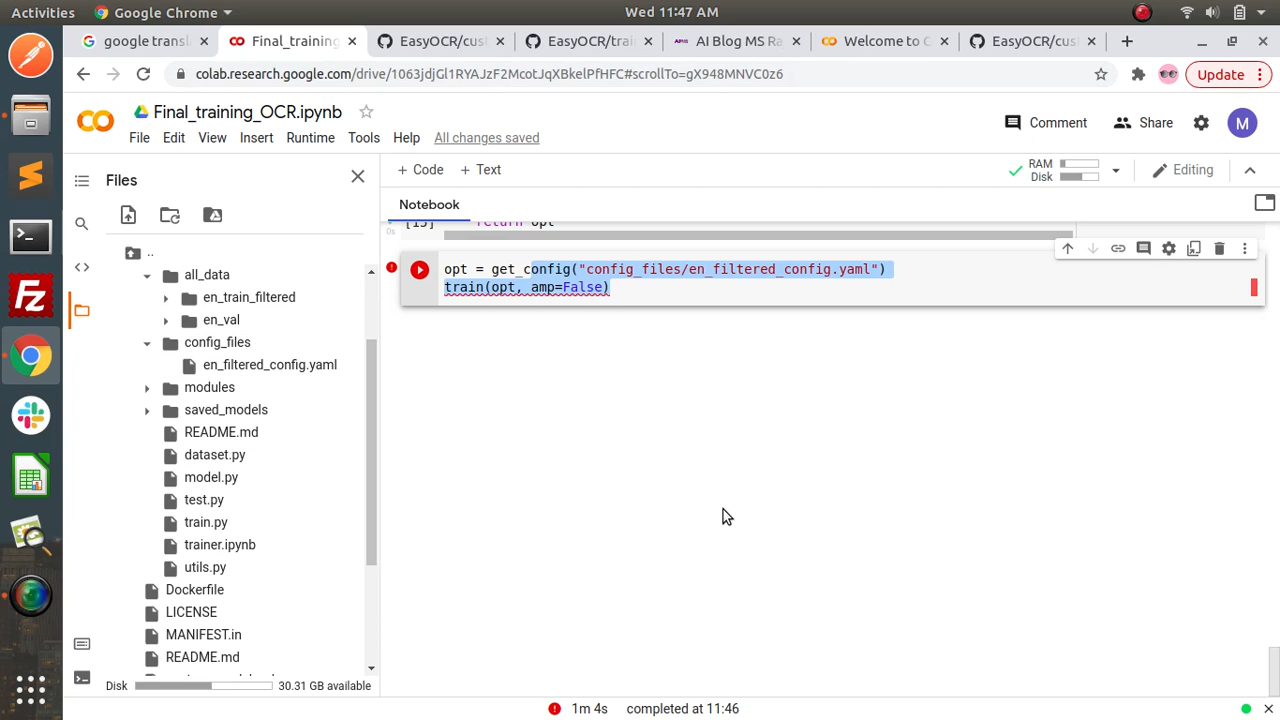 Activities
Google Chrome
Wed 11:47 AM
google transl
Final_training
EasyOCR/cust
EasyOCR/trai
AI Blog MS Ra
Welcome to C
EasyOCR/cus
colab.research.google.com/drive/1063jdjGl1RYAJzF2McotJqXBkelPfHFC#scrollTo=gX948MNVC0z6
Update
Final_training_OCR.ipynb
Comment
Share
M
File Edit View Insert Runtime Tools Help All changes saved
Files
+ Code + Text
RAM
Disk
Editing
Notebook
..
all_data
en_train_filtered
en_val
config_files
en_filtered_config.yaml
modules
saved_models
README.md
dataset.py
model.py
test.py
train.py
trainer.ipynb
utils.py
Dockerfile
LICENSE
MANIFEST.in
README.md
Disk
30.31 GB available
[15] return opt
0s
opt = get_config("config_files/en_filtered_config.yaml")
train(opt, amp=False)
1m 4s completed at 11:46